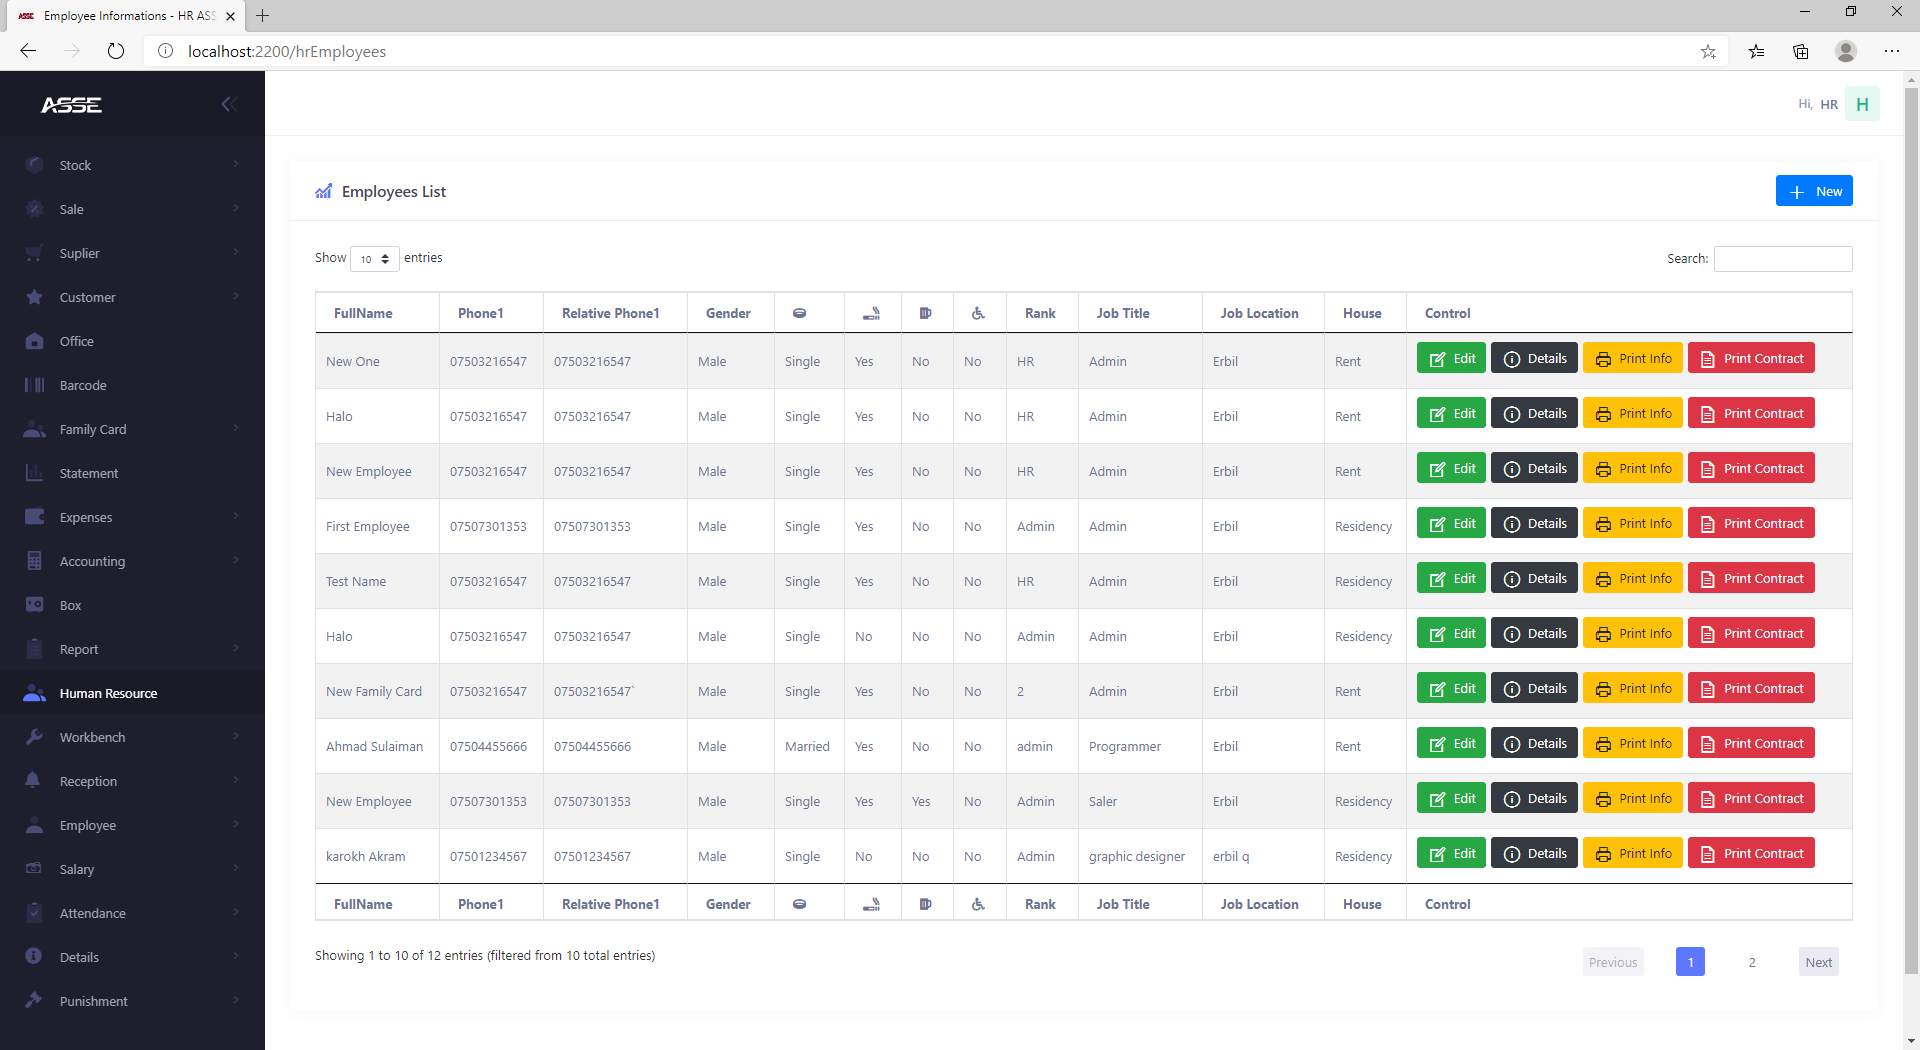 ASSE Employee Informations - HR ASS
localhost:2200/hrEmployees
ASSE
Hi, HR H
Stock
Sale
Suplier
Customer
Office
Barcode
Family Card
Statement
Expenses
Accounting
Box
Report
Human Resource
Workbench
Reception
Employee
Salary
Attendance
Details
Punishment
Employees List
New
Show 10 entries
Search:
FullName Phone1 Relative Phone1 Gender Rank Job Title Job Location House Control
New One 07503216547 07503216547 Male Single Yes No No HR Admin Erbil Rent Edit Details Print Info Print Contract
Halo 07503216547 07503216547 Male Single Yes No No HR Admin Erbil Rent Edit Details Print Info Print Contract
New Employee 07503216547 07503216547 Male Single Yes No No HR Admin Erbil Rent Edit Details Print Info Print Contract
First Employee 07507301353 07507301353 Male Single Yes No No Admin Admin Erbil Residency Edit Details Print Info Print Contract
Test Name 07503216547 07503216547 Male Single Yes No No HR Admin Erbil Residency Edit Details Print Info Print Contract
Halo 07503216547 07503216547 Male Single No No No Admin Admin Erbil Residency Edit Details Print Info Print Contract
New Family Card 07503216547 07503216547` Male Single Yes No No 2 Admin Erbil Rent Edit Details Print Info Print Contract
Ahmad Sulaiman 07504455666 07504455666 Male Married Yes No No admin Programmer Erbil Rent Edit Details Print Info Print Contract
New Employee 07507301353 07507301353 Male Single Yes Yes No Admin Saler Erbil Residency Edit Details Print Info Print Contract
karokh Akram 07501234567 07501234567 Male Single No No No Admin graphic designer erbil q Residency Edit Details Print Info Print Contract
FullName Phone1 Relative Phone1 Gender Rank Job Title Job Location House Control
Showing 1 to 10 of 12 entries (filtered from 10 total entries)
Previous 1 2 Next